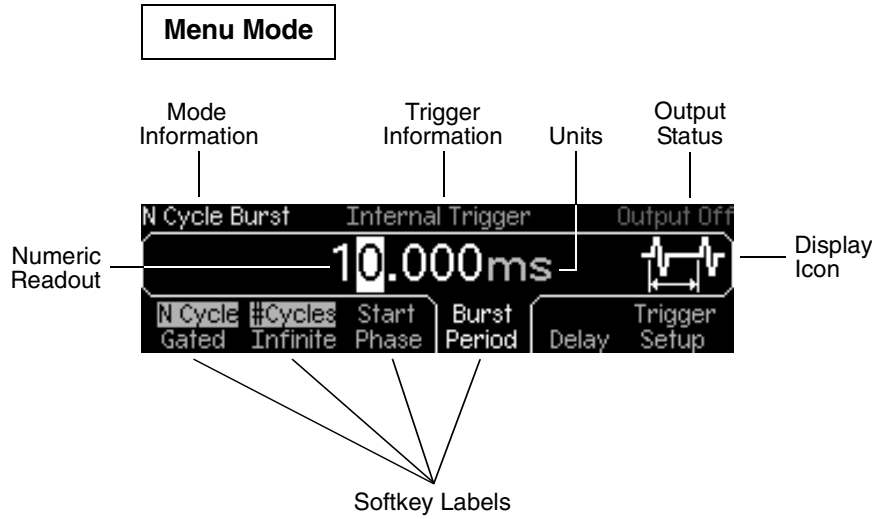 Menu Mode
Mode
Information
Trigger
Information
Units
Output
Status
N Cycle Burst
Internal Trigger
Output Off
Numeric
Readout
10.000ms
Display
Icon
N Cycle
Gated
#Cycles
Infinite
Start
Phase
Burst
Period
Delay
Trigger
Setup
Softkey Labels